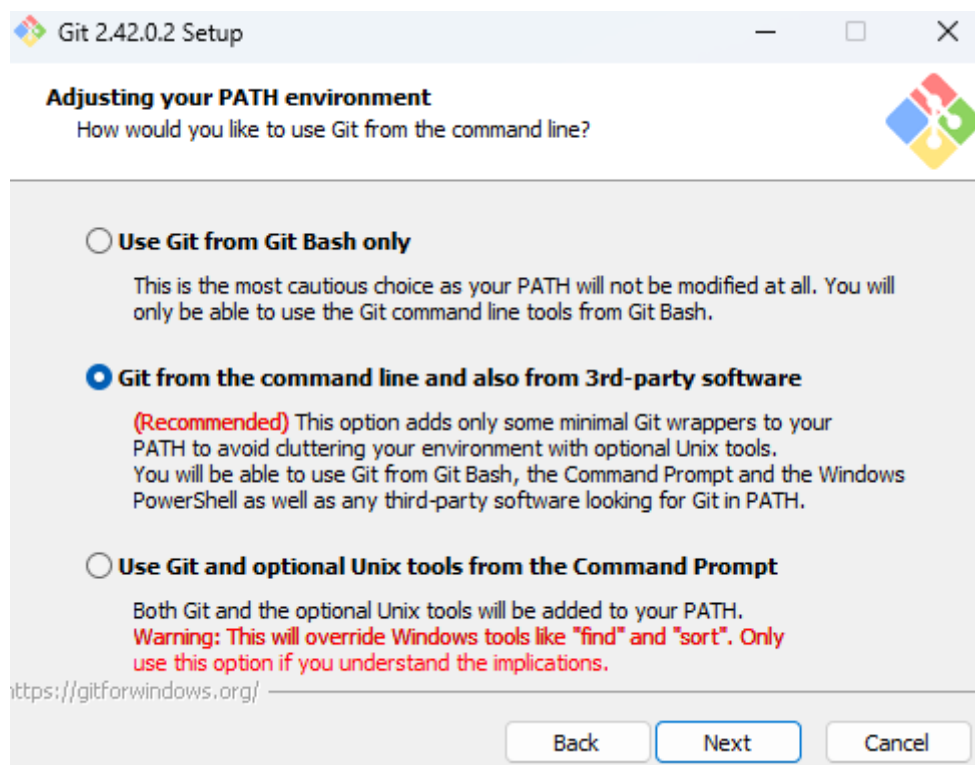 Git 2.42.0.2 Setup
Adjusting your PATH environment
How would you like to use Git from the command line?
Use Git from Git Bash only
This is the most cautious choice as your PATH will not be modified at all. You will
only be able to use the Git command line tools from Git Bash.
Git from the command line and also from 3rd-party software
(Recommended) This option adds only some minimal Git wrappers to your
PATH to avoid cluttering your environment with optional Unix tools.
You will be able to use Git from Git Bash, the Command Prompt and the Windows
PowerShell as well as any third-party software looking for Git in PATH.
Use Git and optional Unix tools from the Command Prompt
Both Git and the optional Unix tools will be added to your PATH.
Warning: This will override Windows tools like "find" and "sort". Only
use this option if you understand the implications.
https://gitforwindows.org/
Back Next Cancel